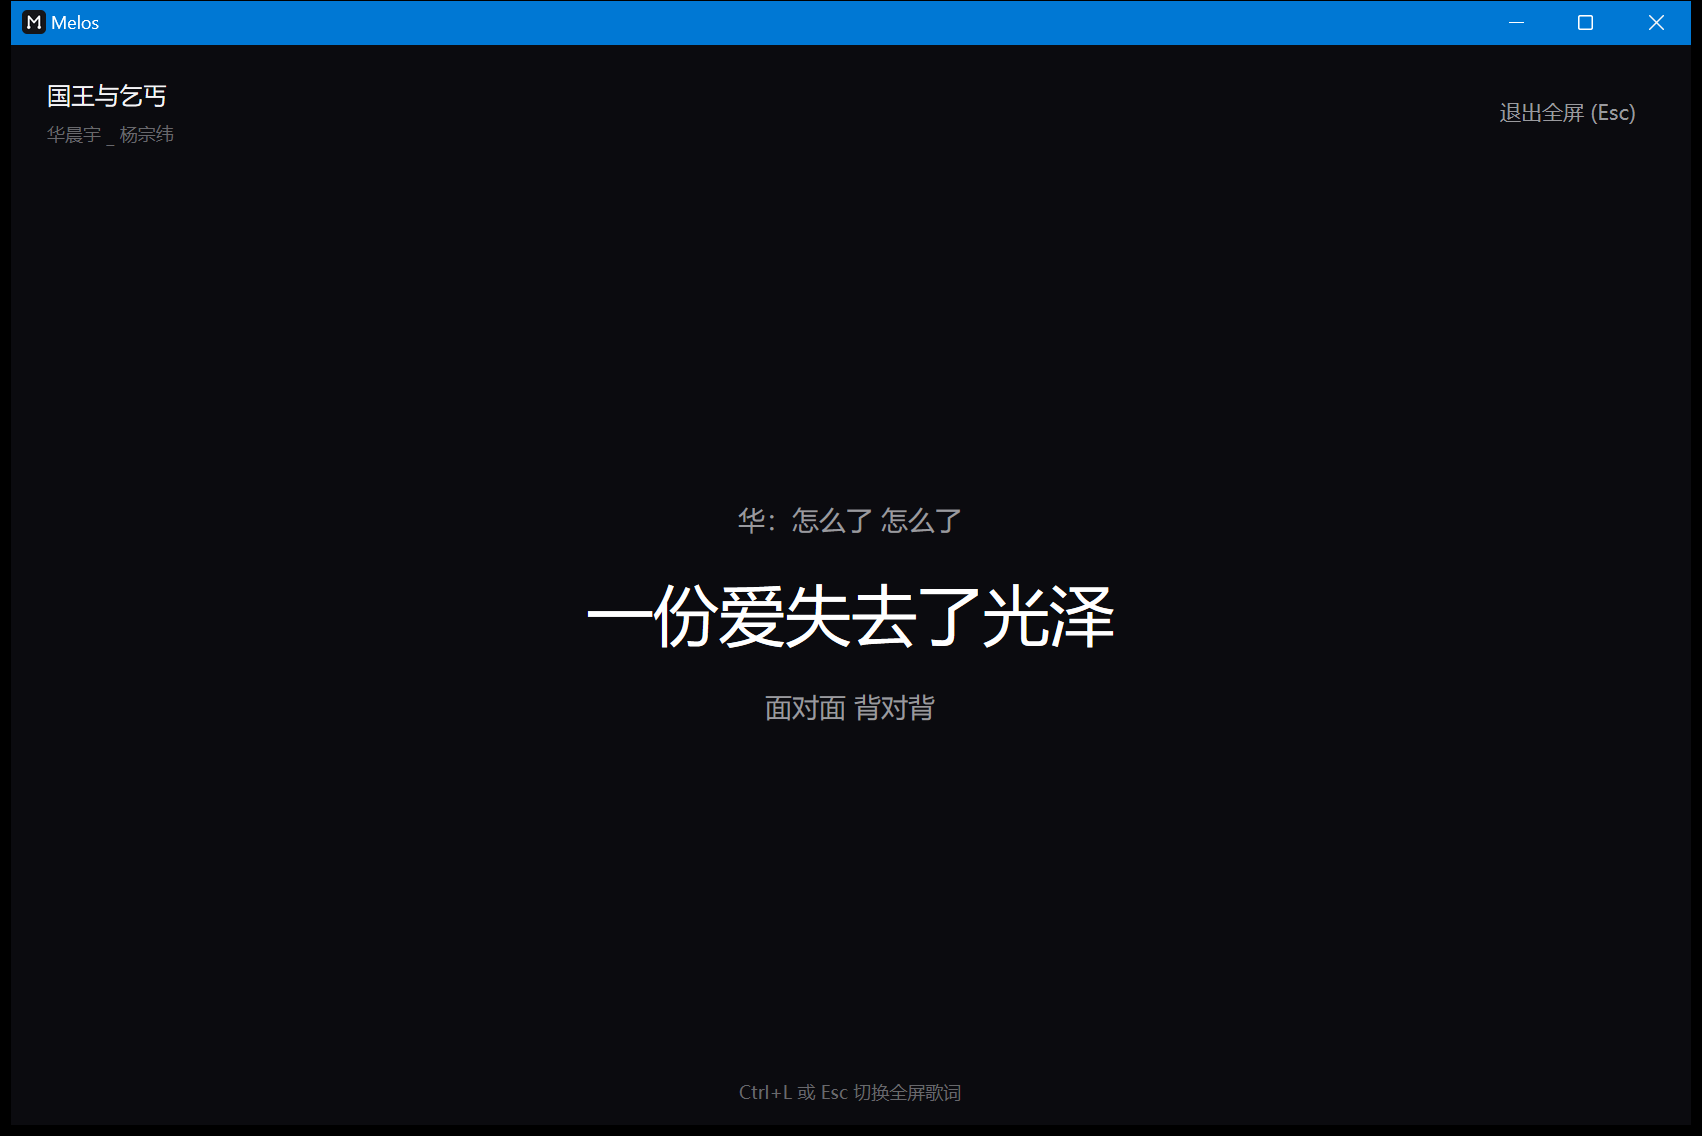 Melos
国王与乞丐
华晨宇 _ 杨宗纬
退出全屏 (Esc)
华：怎么了 怎么了
一份爱失去了光泽
面对面 背对背
Ctrl+L 或 Esc 切换全屏歌词